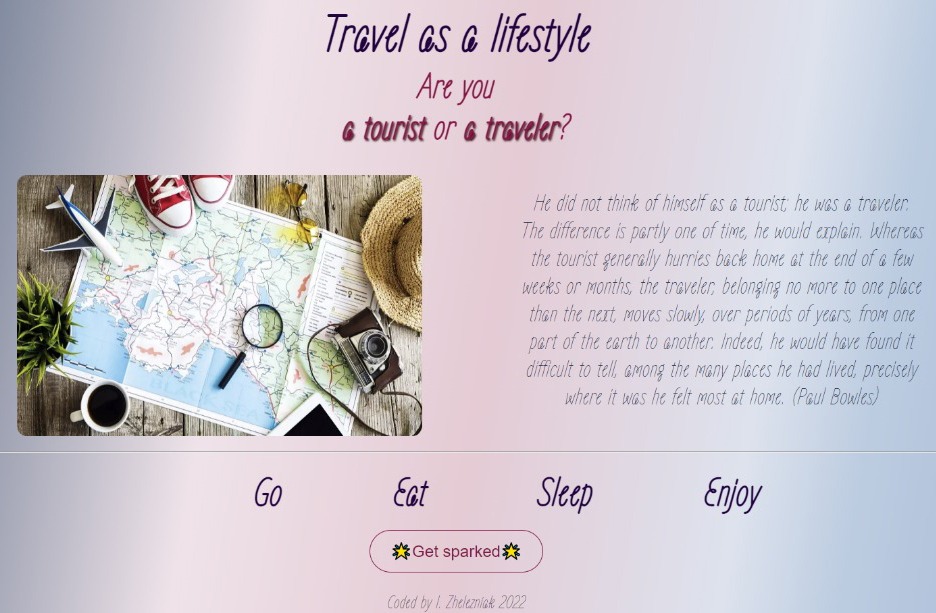 Travel as a lifestyle
Are you
a tourist or a traveler?
He did not think of himself as a tourist; he was a traveler.
The difference is partly one of time, he would explain. Whereas
the tourist generally hurries back home at the end of a few
weeks or months, the traveler, belonging no more to one place
than the next, moves slowly, over periods of years, from one
part of the earth to another. Indeed, he would have found it
difficult to tell, among the many places he had lived, precisely
where it was he felt most at home. (Paul Bowles)
Go Eat Sleep Enjoy
🌟Get sparked🌟
Coded by I. Zhelezniak 2022